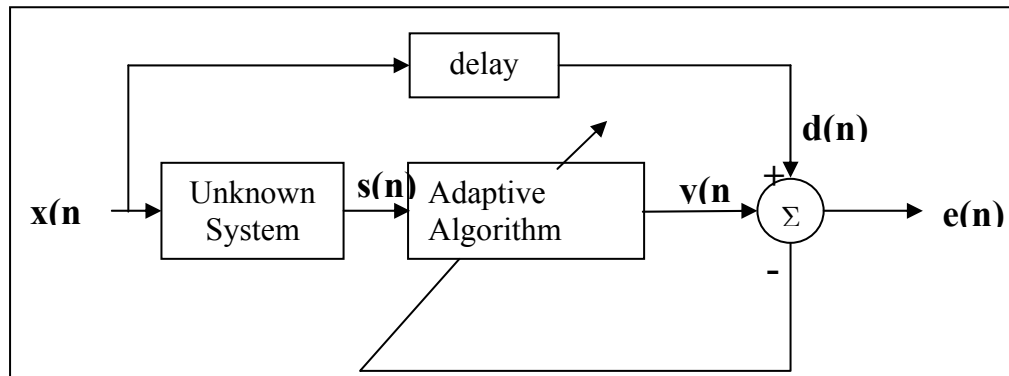 delay
d(n)
+
Unknown
System
s(n)
Adaptive
Algorithm
x(n
v(n
Σ
e(n)
-